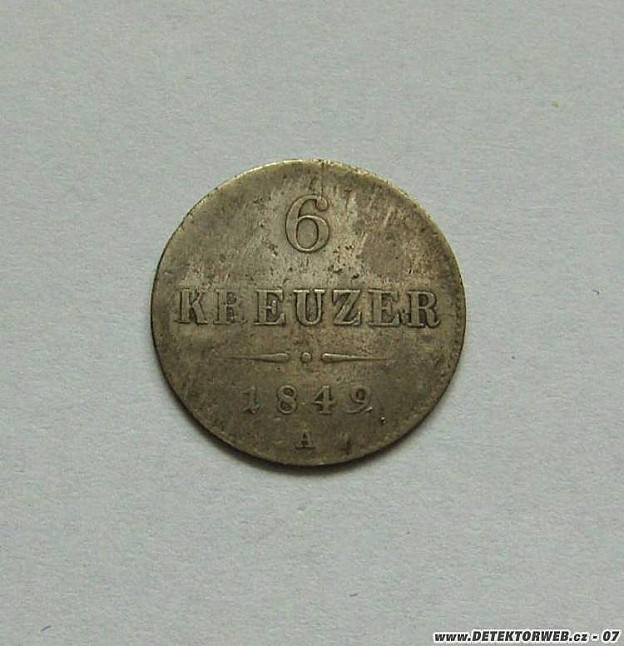 6
KREUZER
1849
A
www.DETEKTORWEB.cz - 07